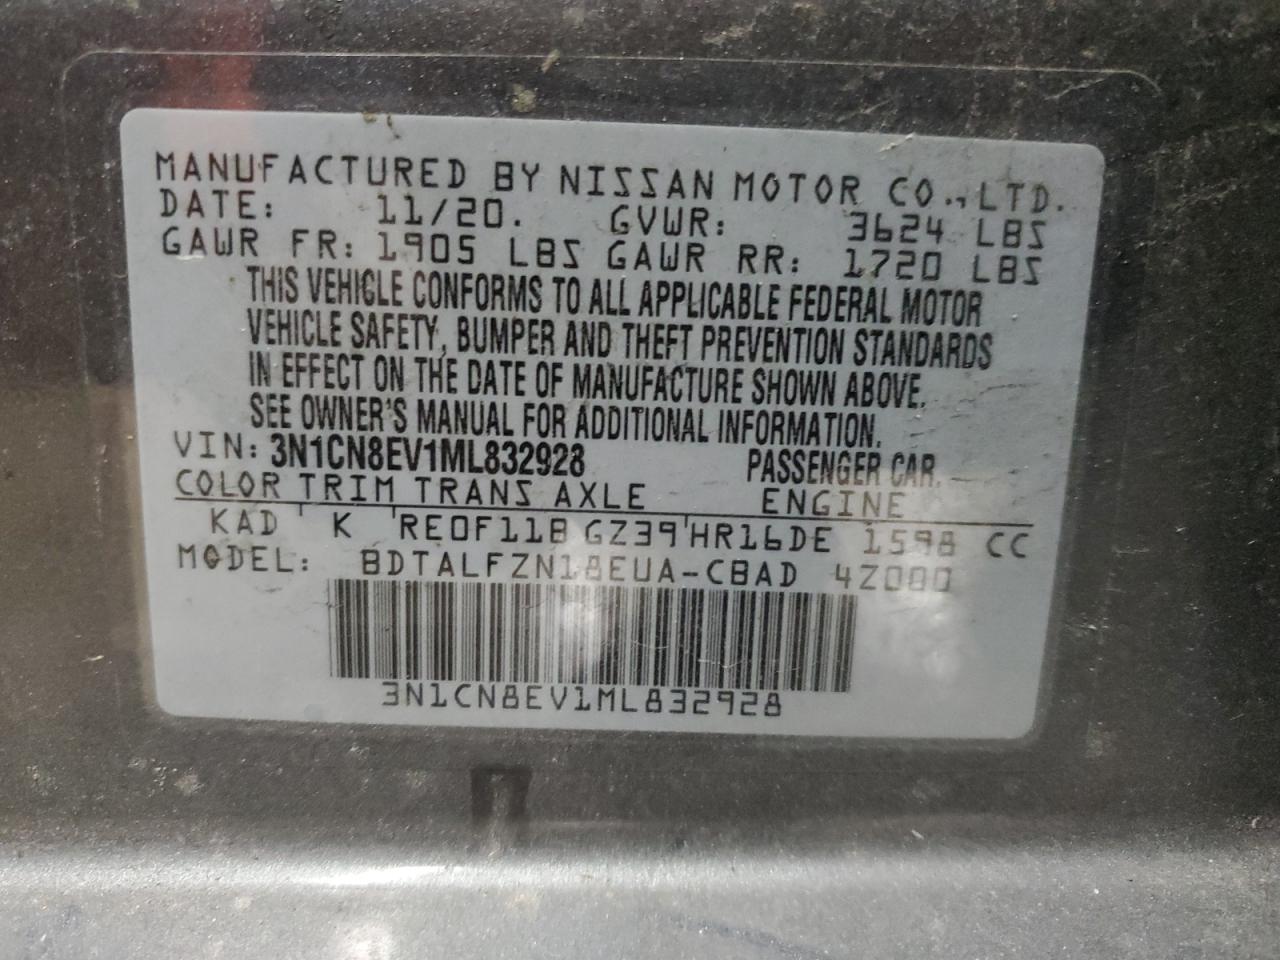 MANUFACTURED BY NISSAN MOTOR CO., LTD.
DATE: 11/20. GVWR: 3624 LBS
GAWR FR: 1905 LBS GAWR RR: 1720 LBS
THIS VEHICLE CONFORMS TO ALL APPLICABLE FEDERAL MOTOR
VEHICLE SAFETY, BUMPER AND THEFT PREVENTION STANDARDS
IN EFFECT ON THE DATE OF MANUFACTURE SHOWN ABOVE.
SEE OWNER'S MANUAL FOR ADDITIONAL INFORMATION.
VIN: 3N1CN8EV1ML832928 PASSENGER CAR.
COLOR TRIM TRANS AXLE ENGINE
KAD K RE0F11B GZ39 HR16DE 1598 CC
MODEL: BDTALFZN18EUA-CBAD 4Z080
3N1CN8EV1ML832928